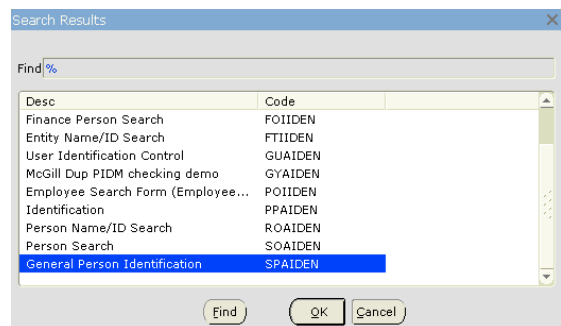 Search Results
Find %
Desc Code
Finance Person Search FOIIDEN
Entity Name/ID Search FTIIDEN
User Identification Control GUAIDEN
McGill Dup PIDM checking demo GYAIDEN
Employee Search Form (Employee... POIIDEN
Identification PPAIDEN
Person Name/ID Search ROAIDEN
Person Search SOAIDEN
General Person Identification SPAIDEN
Find OK Cancel